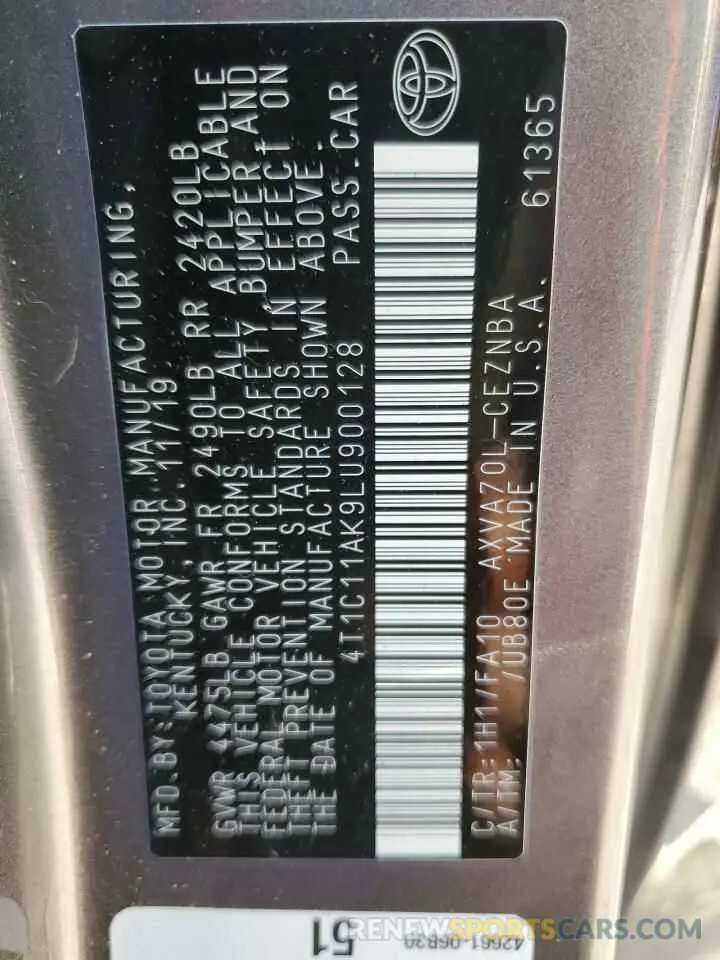 MFD.BY:TOYOTA MOTOR MANUFACTURING,
KENTUCKY,INC. 11/19
GVWR 4475LB GAWR FR 2490LB RR 2420LB
THIS VEHICLE CONFORMS TO ALL APPLICABLE
FEDERAL MOTOR VEHICLE SAFETY BUMPER AND
THEFT PREVENTION STANDARDS IN EFFECT ON
THE DATE OF MANUFACTURE SHOWN ABOVE.
4T1C11AK9LU900128 PASS.CAR
C/TR:1H1/FA10 AXVA70L-CEZNBA
A/TM: /UB80E MADE IN U.S.A. 61365
51
42661-06B30
RENEWSPORTSCARS.COM